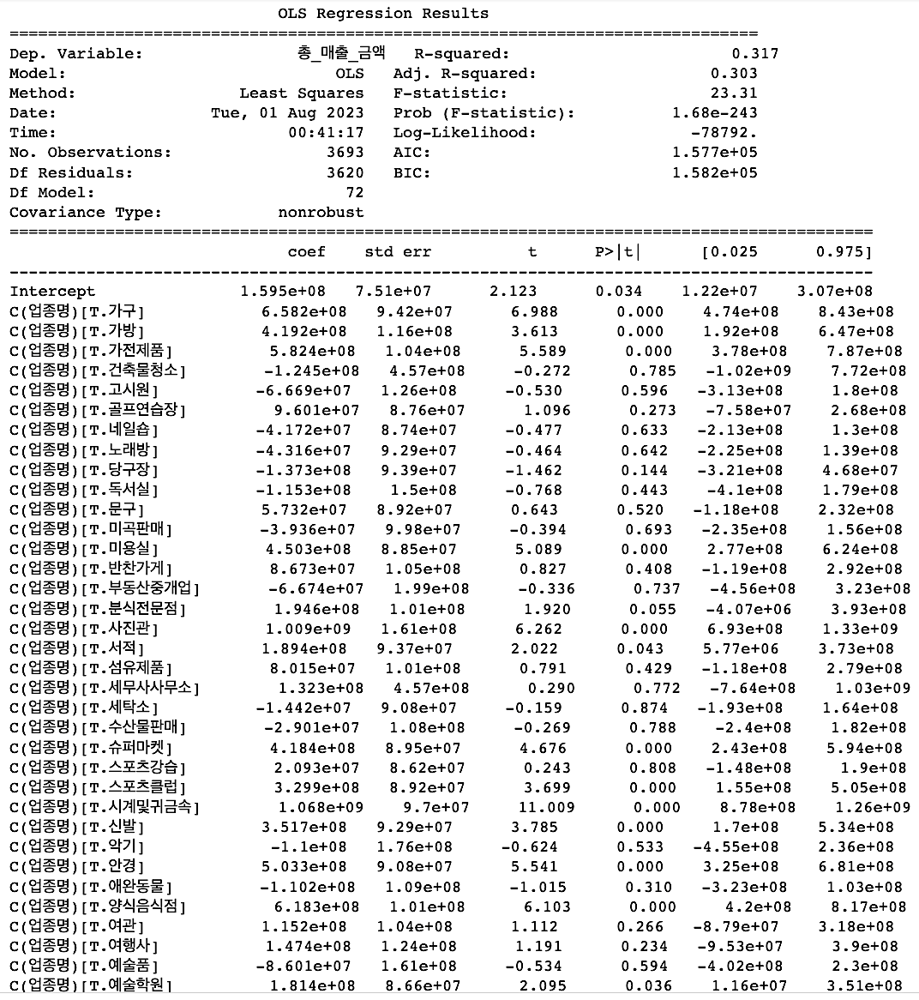 OLS Regression Results
==============================================================================
Dep. Variable: 총_매출_금액 R-squared: 0.317
Model: OLS Adj. R-squared: 0.303
Method: Least Squares F-statistic: 23.31
Date: Tue, 01 Aug 2023 Prob (F-statistic): 1.68e-243
Time: 00:41:17 Log-Likelihood: -78792.
No. Observations: 3693 AIC: 1.577e+05
Df Residuals: 3620 BIC: 1.582e+05
Df Model: 72
Covariance Type: nonrobust
==========================================================================================
coef std err t P>|t| [0.025 0.975]
------------------------------------------------------------------------------------------
Intercept 1.595e+08 7.51e+07 2.123 0.034 1.22e+07 3.07e+08
C(업종명)[T.가구] 6.582e+08 9.42e+07 6.988 0.000 4.74e+08 8.43e+08
C(업종명)[T.가방] 4.192e+08 1.16e+08 3.613 0.000 1.92e+08 6.47e+08
C(업종명)[T.가전제품] 5.824e+08 1.04e+08 5.589 0.000 3.78e+08 7.87e+08
C(업종명)[T.건축물청소] -1.245e+08 4.57e+08 -0.272 0.785 -1.02e+09 7.72e+08
C(업종명)[T.고시원] -6.669e+07 1.26e+08 -0.530 0.596 -3.13e+08 1.8e+08
C(업종명)[T.골프연습장] 9.601e+07 8.76e+07 1.096 0.273 -7.58e+07 2.68e+08
C(업종명)[T.네일숍] -4.172e+07 8.74e+07 -0.477 0.633 -2.13e+08 1.3e+08
C(업종명)[T.노래방] -4.316e+07 9.29e+07 -0.464 0.642 -2.25e+08 1.39e+08
C(업종명)[T.당구장] -1.373e+08 9.39e+07 -1.462 0.144 -3.21e+08 4.68e+07
C(업종명)[T.독서실] -1.153e+08 1.5e+08 -0.768 0.443 -4.1e+08 1.79e+08
C(업종명)[T.문구] 5.732e+07 8.92e+07 0.643 0.520 -1.18e+08 2.32e+08
C(업종명)[T.미곡판매] -3.936e+07 9.98e+07 -0.394 0.693 -2.35e+08 1.56e+08
C(업종명)[T.미용실] 4.503e+08 8.85e+07 5.089 0.000 2.77e+08 6.24e+08
C(업종명)[T.반찬가게] 8.673e+07 1.05e+08 0.827 0.408 -1.19e+08 2.92e+08
C(업종명)[T.부동산중개업] -6.674e+07 1.99e+08 -0.336 0.737 -4.56e+08 3.23e+08
C(업종명)[T.분식전문점] 1.946e+08 1.01e+08 1.920 0.055 -4.07e+06 3.93e+08
C(업종명)[T.사진관] 1.009e+09 1.61e+08 6.262 0.000 6.93e+08 1.33e+09
C(업종명)[T.서적] 1.894e+08 9.37e+07 2.022 0.043 5.77e+06 3.73e+08
C(업종명)[T.섬유제품] 8.015e+07 1.01e+08 0.791 0.429 -1.18e+08 2.79e+08
C(업종명)[T.세무사사무소] 1.323e+08 4.57e+08 0.290 0.772 -7.64e+08 1.03e+09
C(업종명)[T.세탁소] -1.442e+07 9.08e+07 -0.159 0.874 -1.93e+08 1.64e+08
C(업종명)[T.수산물판매] -2.901e+07 1.08e+08 -0.269 0.788 -2.4e+08 1.82e+08
C(업종명)[T.슈퍼마켓] 4.184e+08 8.95e+07 4.676 0.000 2.43e+08 5.94e+08
C(업종명)[T.스포츠강습] 2.093e+07 8.62e+07 0.243 0.808 -1.48e+08 1.9e+08
C(업종명)[T.스포츠클럽] 3.299e+08 8.92e+07 3.699 0.000 1.55e+08 5.05e+08
C(업종명)[T.시계및귀금속] 1.068e+09 9.7e+07 11.009 0.000 8.78e+08 1.26e+09
C(업종명)[T.신발] 3.517e+08 9.29e+07 3.785 0.000 1.7e+08 5.34e+08
C(업종명)[T.악기] -1.1e+08 1.76e+08 -0.624 0.533 -4.55e+08 2.36e+08
C(업종명)[T.안경] 5.033e+08 9.08e+07 5.541 0.000 3.25e+08 6.81e+08
C(업종명)[T.애완동물] -1.102e+08 1.09e+08 -1.015 0.310 -3.23e+08 1.03e+08
C(업종명)[T.양식음식점] 6.183e+08 1.01e+08 6.103 0.000 4.2e+08 8.17e+08
C(업종명)[T.여관] 1.152e+08 1.04e+08 1.112 0.266 -8.79e+07 3.18e+08
C(업종명)[T.여행사] 1.474e+08 1.24e+08 1.191 0.234 -9.53e+07 3.9e+08
C(업종명)[T.예술품] -8.601e+07 1.61e+08 -0.534 0.594 -4.02e+08 2.3e+08
C(업종명)[T.예술학원] 1.814e+08 8.66e+07 2.095 0.036 1.16e+07 3.51e+08